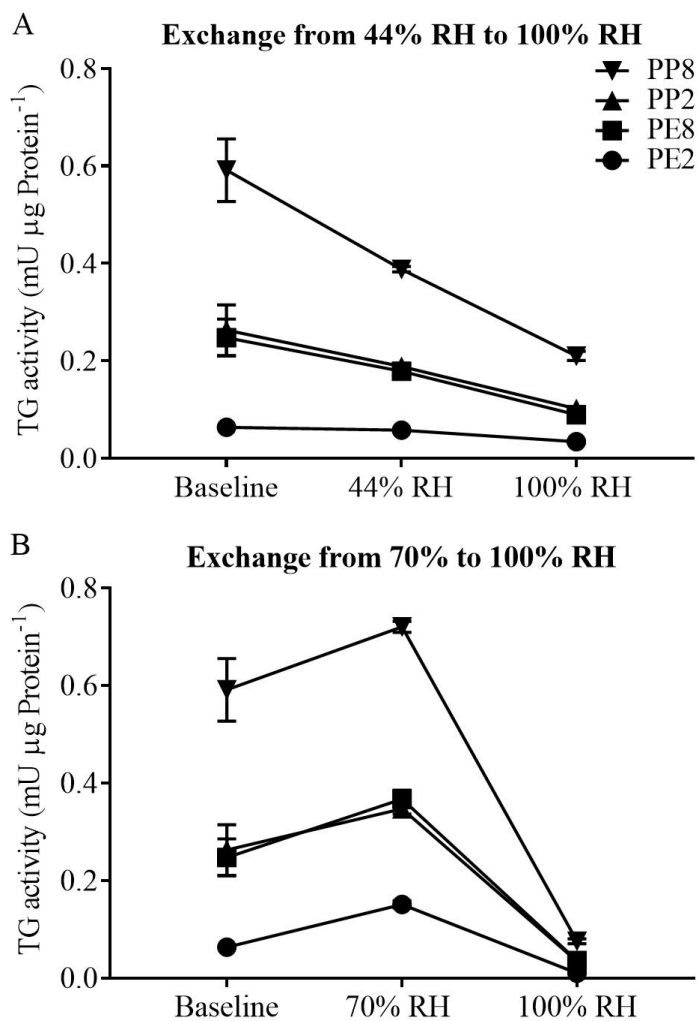 A
Exchange from 44% RH to 100% RH
0.8
0.6
0.4
0.2
0.0
TG activity (mU µg Protein⁻¹)
PP8
PP2
PE8
PE2
Baseline 44% RH 100% RH
B
Exchange from 70% to 100% RH
0.8
0.6
0.4
0.2
0.0
TG activity (mU µg Protein⁻¹)
Baseline 70% RH 100% RH